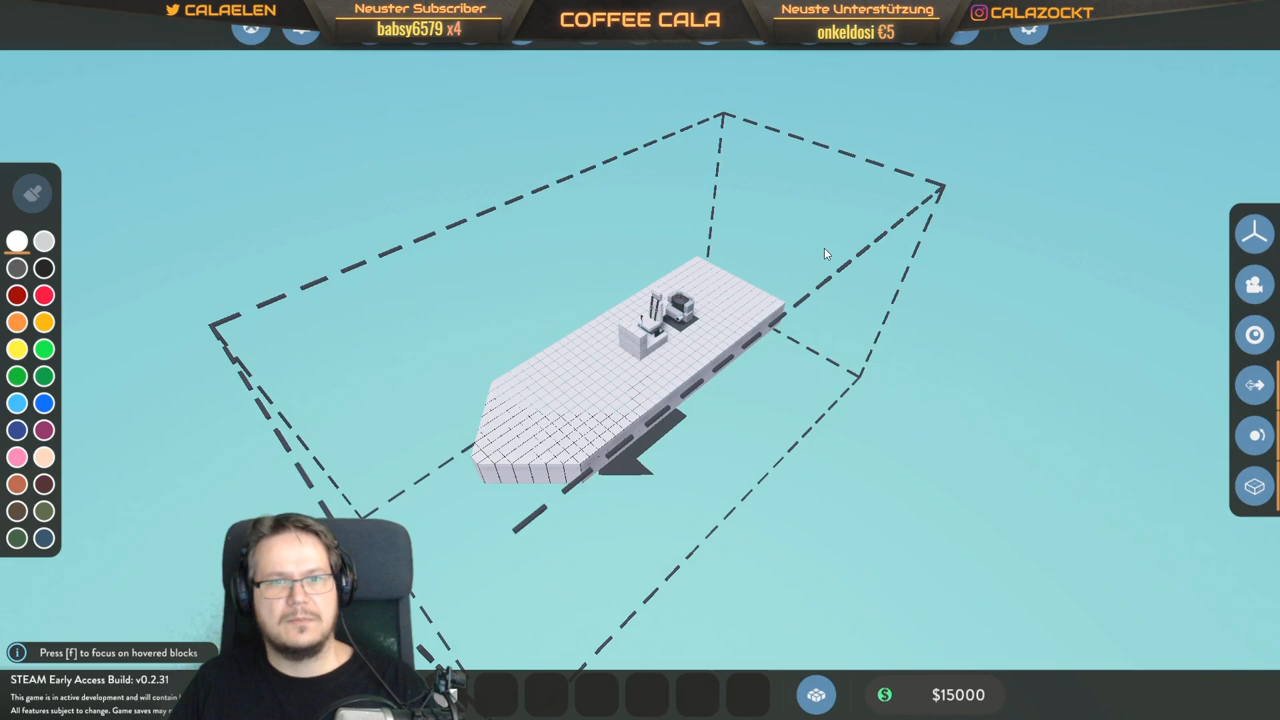 CALAELEN
Neuster Subscriber
babsy6579 x4
COFFEE CALA
Neuste Unterstützung
onkeldosi €5
CALAZOCKT
Press [f] to focus on hovered blocks
STEAM Early Access Build: v0.2.31
This game is in active development and will contain
All features subject to change. Game saves may
$15000